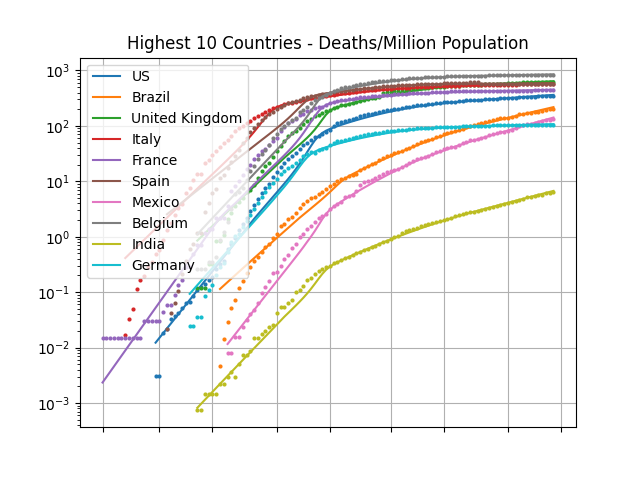 Highest 10 Countries - Deaths/Million Population
10³
10²
10¹
10⁰
10⁻¹
10⁻²
10⁻³
US
Brazil
United Kingdom
Italy
France
Spain
Mexico
Belgium
India
Germany